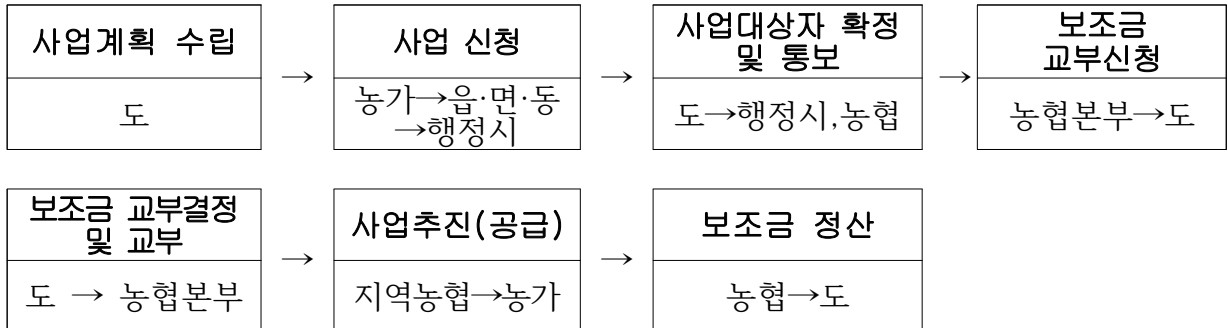 사업계획 수립
도
→
사업 신청
농가→읍·면·동
→행정시
→
사업대상자 확정
및 통보
도→행정시,농협
→
보조금
교부신청
농협본부→도
보조금 교부결정
및 교부
도 → 농협본부
→
사업추진(공급)
지역농협→농가
→
보조금 정산
농협→도